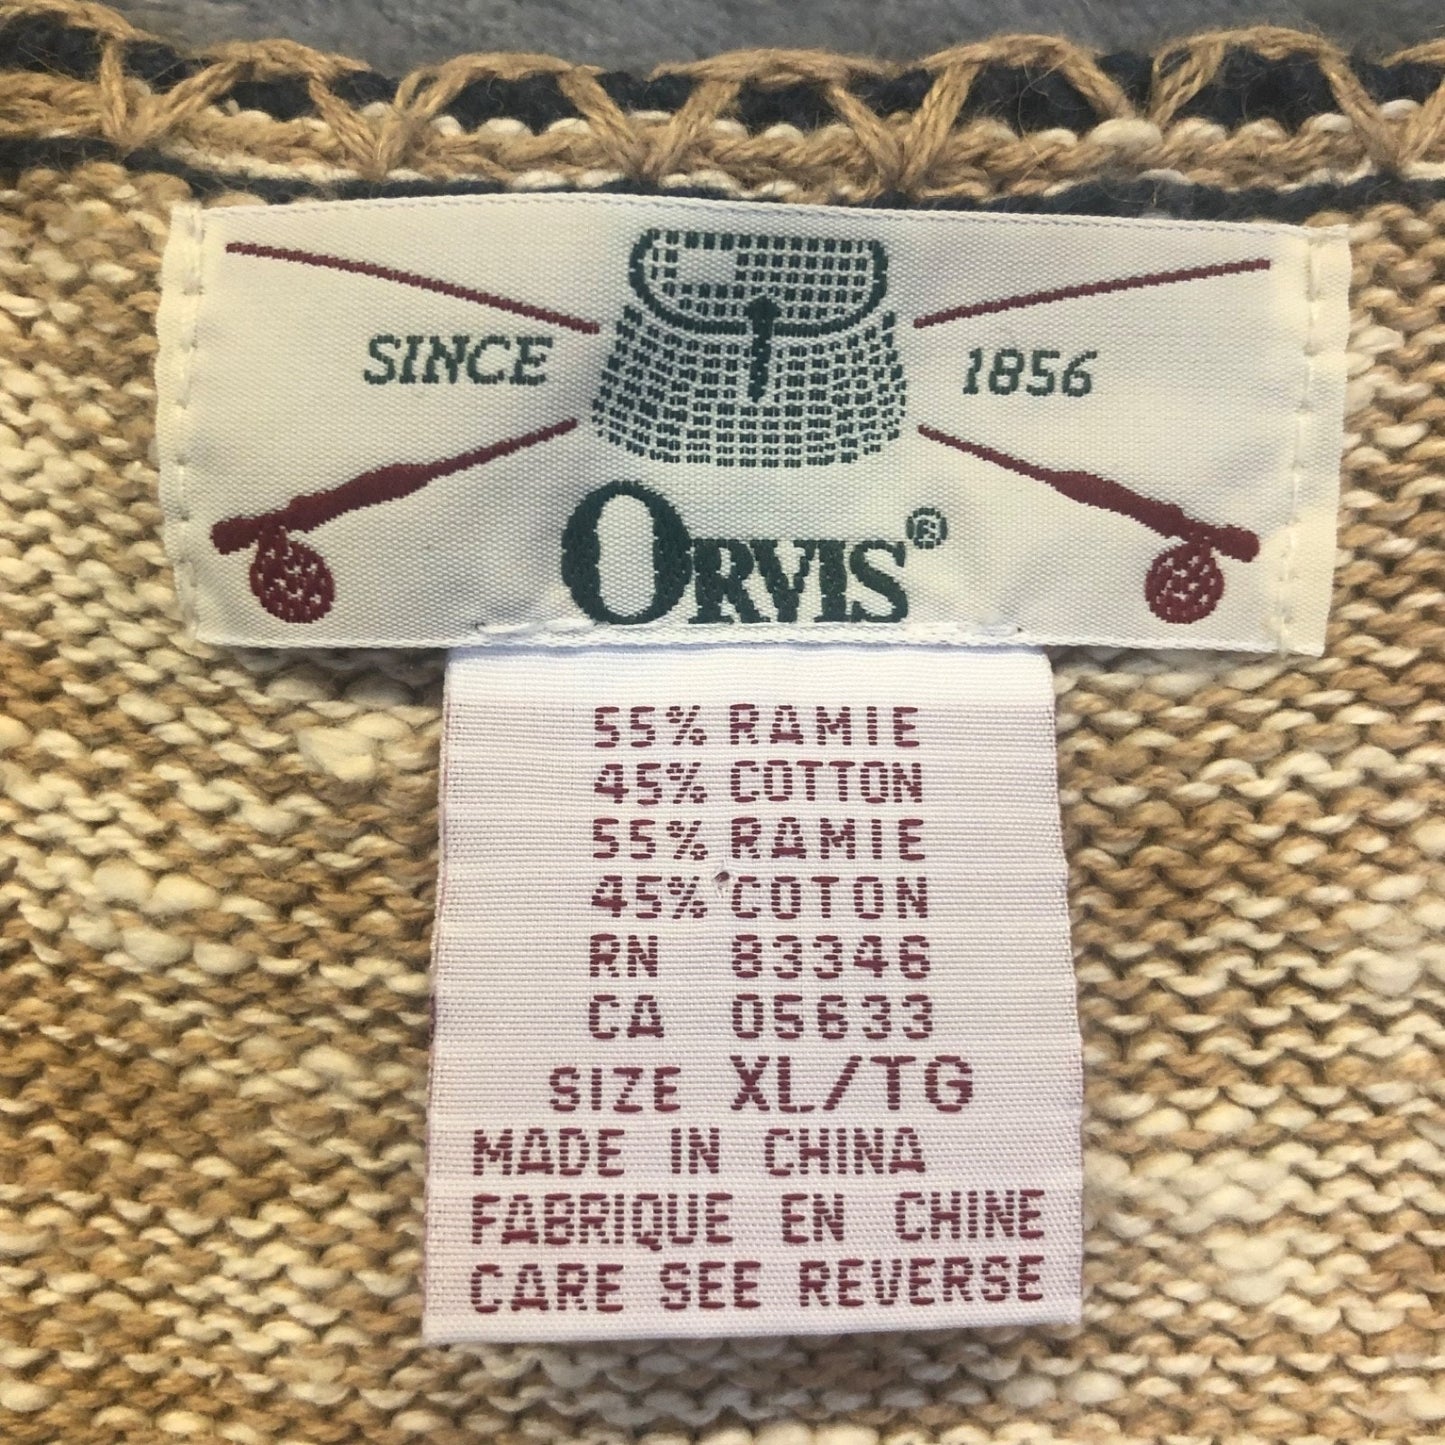 SINCE 1856
ORVIS®
55% RAMIE
45% COTTON
55% RAMIE
45% COTON
RN 83346
CA 05633
SIZE XL/TG
MADE IN CHINA
FABRIQUE EN CHINE
CARE SEE REVERSE